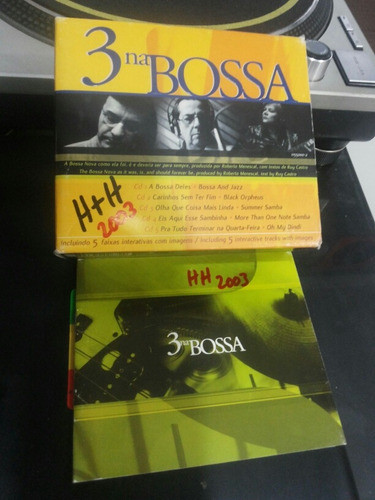 3 na BOSSA
A Bossa Nova como ela foi, é e deveria ser para sempre, produzido por Roberto Menescal, com textos de Ruy Castro
The Bossa Nova as it was, is, and should forever be, produced by Roberto Menescal, text by Ruy Castro
Cd 1 A Bossa Deles - Bossa And Jazz
Cd 2 Carinhos Sem Ter Fim - Black Orpheus
Cd 3 Olha Que Coisa Mais Linda - Summer Samba
Cd 4 Eis Aqui Esse Sambinha - More Than One Note Samba
Cd 5 Pra Tudo Terminar na Quarta-Feira - Oh My Shell
Incluindo 5 faixas interativas com imagens / Including 5 interactive tracks with images
H+H
2003
HH 2003
3 na BOSSA